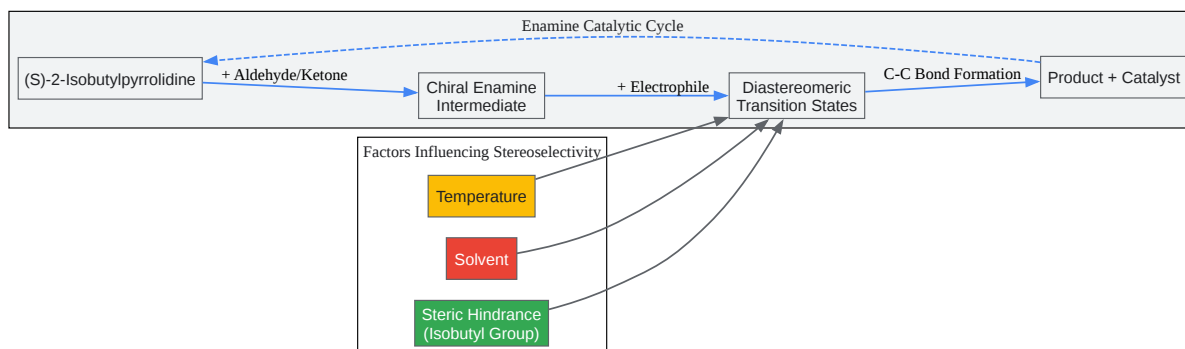 Enamine Catalytic Cycle
(S)-2-Isobutylpyrrolidine
+ Aldehyde/Ketone
Chiral Enamine
Intermediate
+ Electrophile
Diastereomeric
Transition States
C-C Bond Formation
Product + Catalyst
Factors Influencing Stereoselectivity
Temperature
Solvent
Steric Hindrance
(Isobutyl Group)